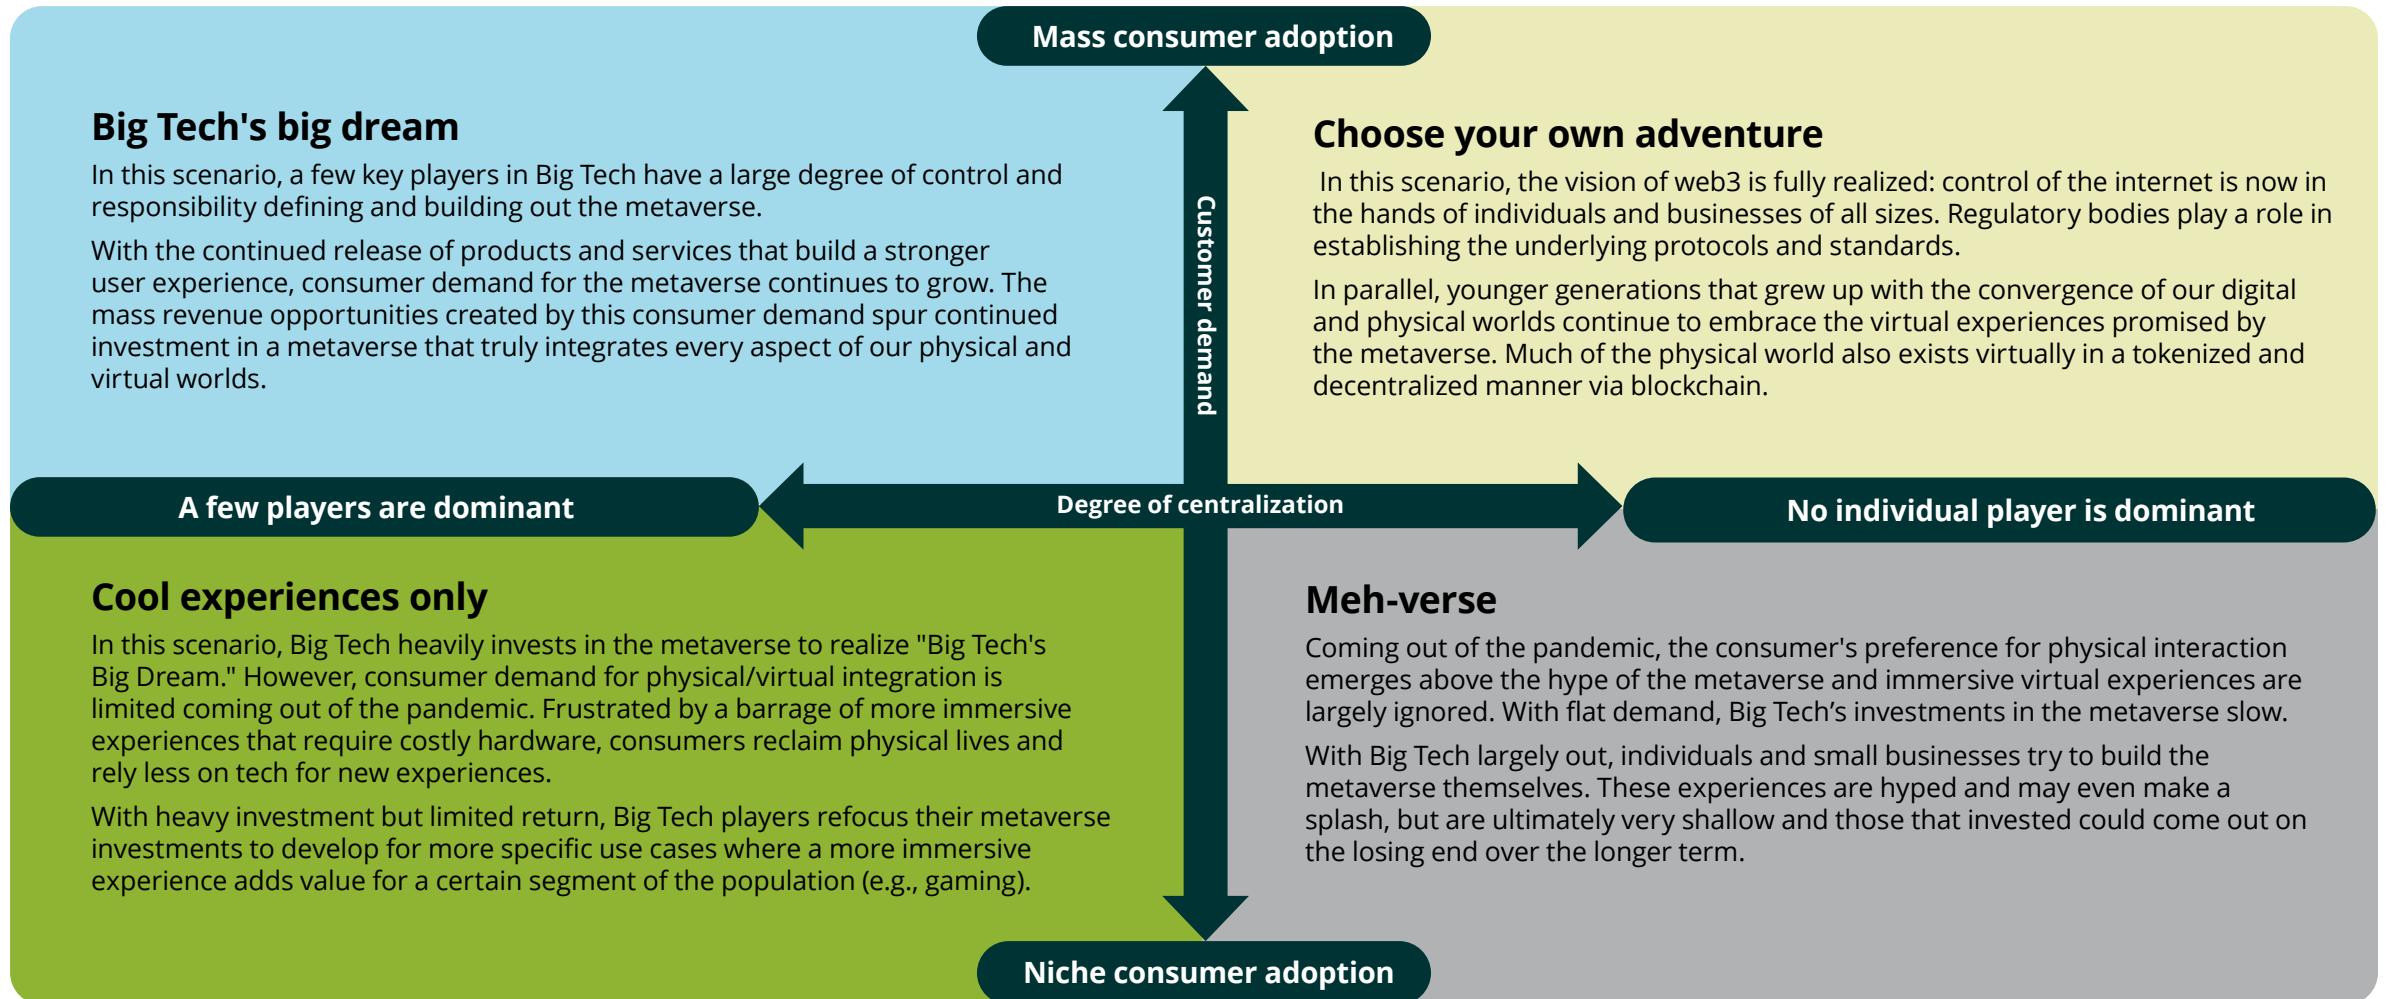 Mass consumer adoption
Big Tech's big dream
In this scenario, a few key players in Big Tech have a large degree of control and
responsibility defining and building out the metaverse.
With the continued release of products and services that build a stronger
user experience, consumer demand for the metaverse continues to grow. The
mass revenue opportunities created by this consumer demand spur continued
investment in a metaverse that truly integrates every aspect of our physical and
virtual worlds.
Customer demand
Choose your own adventure
In this scenario, the vision of web3 is fully realized: control of the internet is now in
the hands of individuals and businesses of all sizes. Regulatory bodies play a role in
establishing the underlying protocols and standards.
In parallel, younger generations that grew up with the convergence of our digital
and physical worlds continue to embrace the virtual experiences promised by
the metaverse. Much of the physical world also exists virtually in a tokenized and
decentralized manner via blockchain.
A few players are dominant
Degree of centralization
No individual player is dominant
Cool experiences only
In this scenario, Big Tech heavily invests in the metaverse to realize "Big Tech's
Big Dream." However, consumer demand for physical/virtual integration is
limited coming out of the pandemic. Frustrated by a barrage of more immersive
experiences that require costly hardware, consumers reclaim physical lives and
rely less on tech for new experiences.
With heavy investment but limited return, Big Tech players refocus their metaverse
investments to develop for more specific use cases where a more immersive
experience adds value for a certain segment of the population (e.g., gaming).
Meh-verse
Coming out of the pandemic, the consumer's preference for physical interaction
emerges above the hype of the metaverse and immersive virtual experiences are
largely ignored. With flat demand, Big Tech’s investments in the metaverse slow.
With Big Tech largely out, individuals and small businesses try to build the
metaverse themselves. These experiences are hyped and may even make a
splash, but are ultimately very shallow and those that invested could come out on
the losing end over the longer term.
Niche consumer adoption